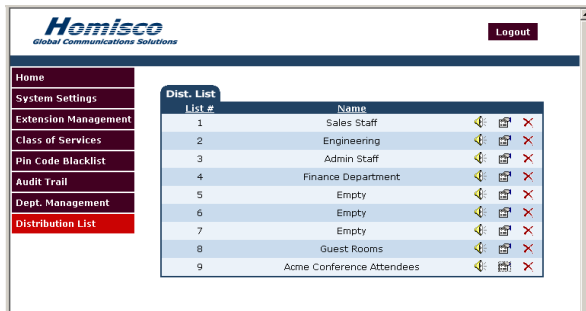 Homisco
Global Communications Solutions
Logout
Home
System Settings
Extension Management
Class of Services
Pin Code Blacklist
Audit Trail
Dept. Management
Distribution List
Dist. List
List # Name
1 Sales Staff
2 Engineering
3 Admin Staff
4 Finance Department
5 Empty
6 Empty
7 Empty
8 Guest Rooms
9 Acme Conference Attendees